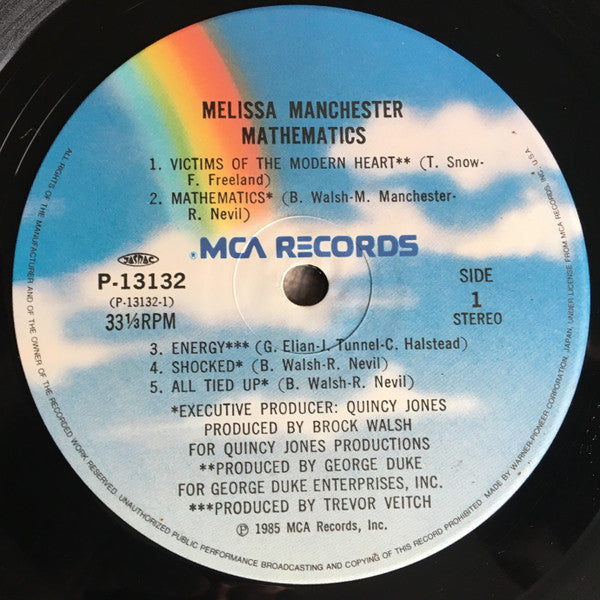 MELISSA MANCHESTER
MATHEMATICS
1. VICTIMS OF THE MODERN HEART** (T. Snow-
F. Freeland)
2. MATHEMATICS* (B. Walsh-M. Manchester-
R. Nevil)
JASRAC
® MCA RECORDS
P-13132
(P-13132-1)
33⅓RPM
SIDE
1
STEREO
3. ENERGY*** (G. Elian-J. Tunnel-C. Halstead)
4. SHOCKED* (B. Walsh-R. Nevil)
5. ALL TIED UP* (B. Walsh-R. Nevil)
*EXECUTIVE PRODUCER: QUINCY JONES
PRODUCED BY BROCK WALSH
FOR QUINCY JONES PRODUCTIONS
**PRODUCED BY GEORGE DUKE
FOR GEORGE DUKE ENTERPRISES, INC.
***PRODUCED BY TREVOR VEITCH
℗ 1985 MCA Records, Inc.
ALL RIGHTS OF THE MANUFACTURER AND OF THE OWNER OF THE RECORDED WORK RESERVED. UNAUTHORIZED PUBLIC PERFORMANCE BROADCASTING AND COPYING OF THIS RECORD PROHIBITED. MADE BY WARNER-PIONEER CORPORATION, JAPAN, UNDER LICENSE FROM MCA RECORDS, INC., U.S.A.